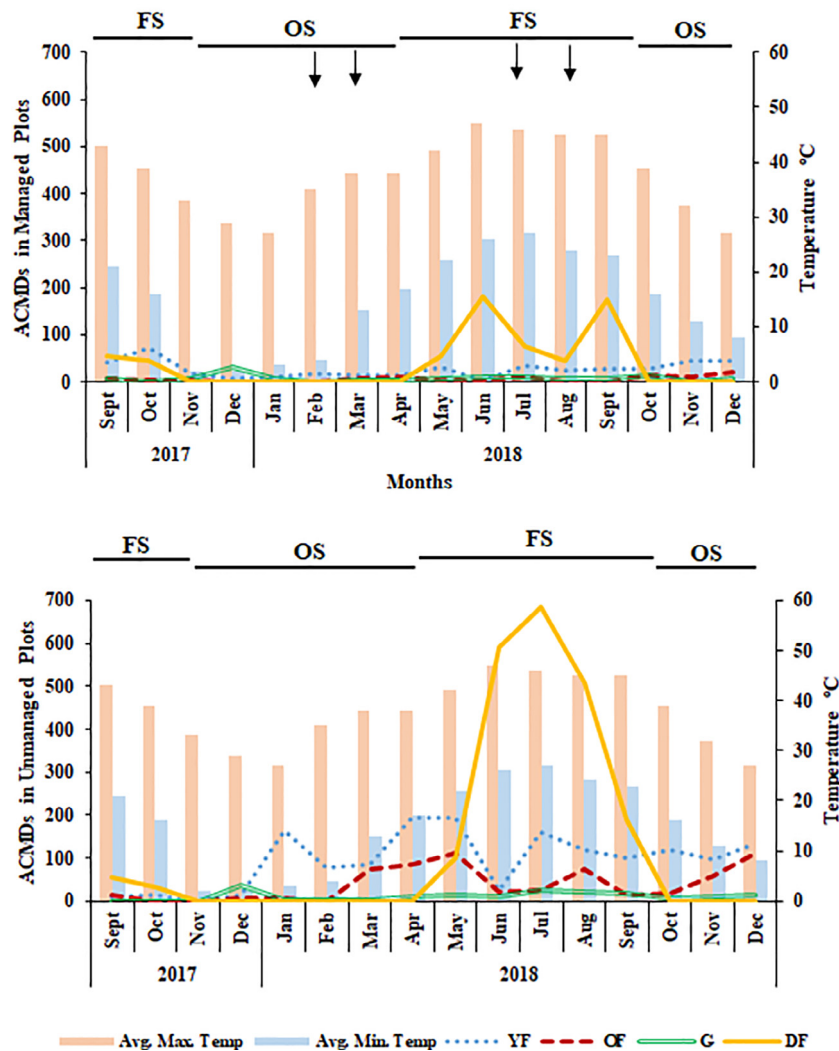 FS OS FS OS
700 600 500 400 300 200 100 0
ACMDs in Managed Plots
60 50 40 30 20 10 0
Temperature °C
Sept Oct Nov Dec Jan Feb Mar Apr May Jun Jul Aug Sept Oct Nov Dec
2017 2018
Months
FS OS FS OS
700 600 500 400 300 200 100 0
ACMDs in Unmanaged Plots
60 50 40 30 20 10 0
Temperature °C
Sept Oct Nov Dec Jan Feb Mar Apr May Jun Jul Aug Sept Oct Nov Dec
2017 2018
Avg. Max. Temp Avg. Min. Temp YF OF G DF